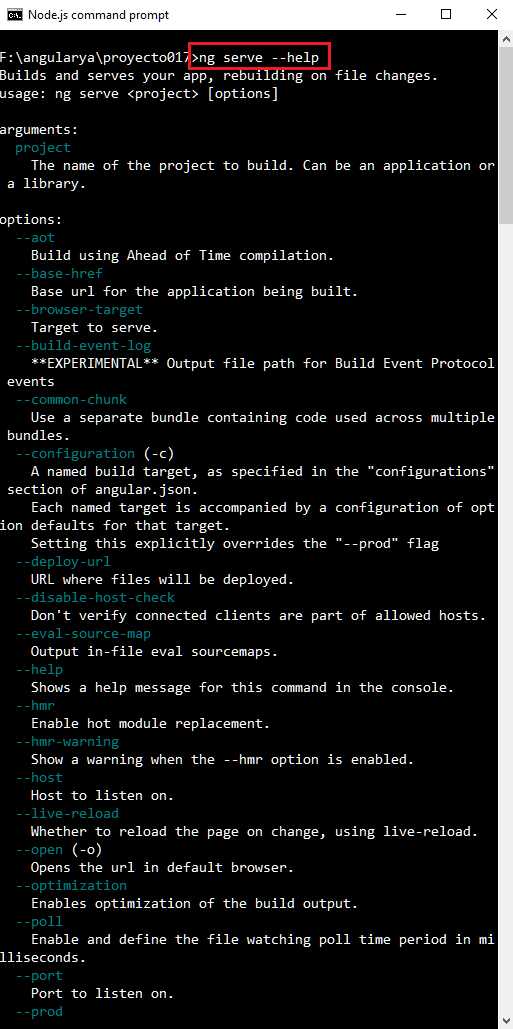 Node.js command prompt
F:\angularya\proyecto017>ng serve --help
Builds and serves your app, rebuilding on file changes.
usage: ng serve <project> [options]
arguments:
project
The name of the project to build. Can be an application or
a library.
options:
--aot
Build using Ahead of Time compilation.
--base-href
Base url for the application being built.
--browser-target
Target to serve.
--build-event-log
**EXPERIMENTAL** Output file path for Build Event Protocol
events
--common-chunk
Use a separate bundle containing code used across multiple
bundles.
--configuration (-c)
A named build target, as specified in the "configurations"
section of angular.json.
Each named target is accompanied by a configuration of opt
ion defaults for that target.
Setting this explicitly overrides the "--prod" flag
--deploy-url
URL where files will be deployed.
--disable-host-check
Don't verify connected clients are part of allowed hosts.
--eval-source-map
Output in-file eval sourcemaps.
--help
Shows a help message for this command in the console.
--hmr
Enable hot module replacement.
--hmr-warning
Show a warning when the --hmr option is enabled.
--host
Host to listen on.
--live-reload
Whether to reload the page on change, using live-reload.
--open (-o)
Opens the url in default browser.
--optimization
Enables optimization of the build output.
--poll
Enable and define the file watching poll time period in mi
lliseconds.
--port
Port to listen on.
--prod